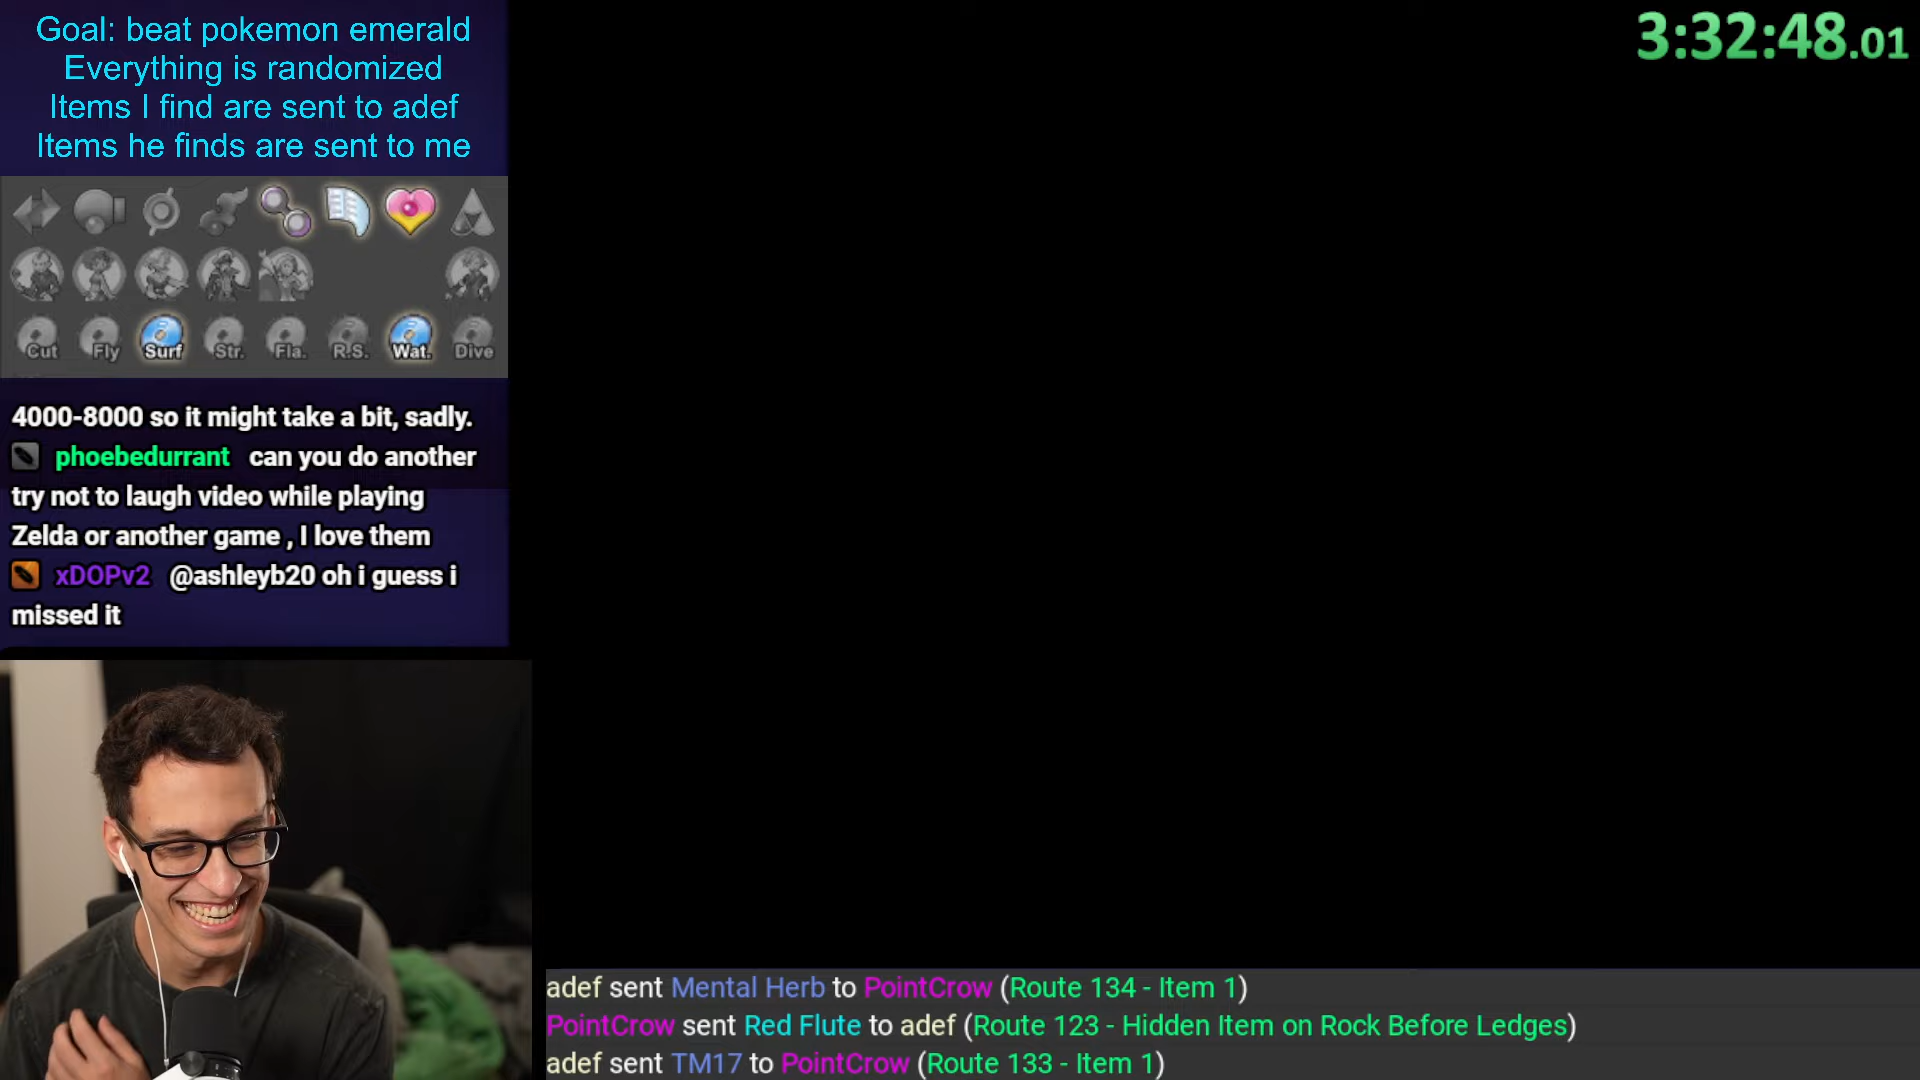 Goal: beat pokemon emerald
Everything is randomized
Items I find are sent to adef
Items he finds are sent to me
3:32:48.01
Cut Fly Surf Str. Fla. R.S. Wat. Dive
4000-8000 so it might take a bit, sadly.
phoebedurrant can you do another
try not to laugh video while playing
Zelda or another game , I love them
xDOPv2 @ashleyb20 oh i guess i
missed it
adef sent Mental Herb to PointCrow (Route 134 - Item 1)
PointCrow sent Red Flute to adef (Route 123 - Hidden Item on Rock Before Ledges)
adef sent TM17 to PointCrow (Route 133 - Item 1)